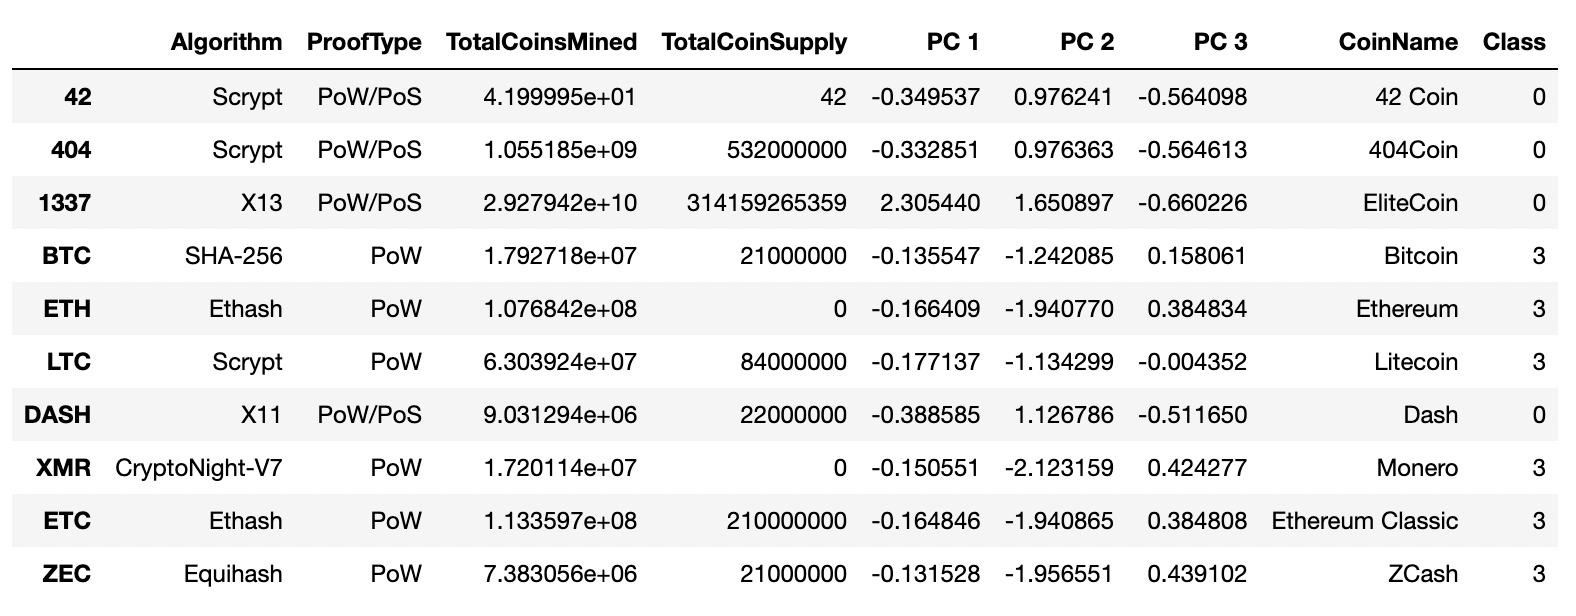 Algorithm ProofType TotalCoinsMined TotalCoinSupply PC 1 PC 2 PC 3 CoinName Class
42 Scrypt PoW/PoS 4.199995e+01 42 -0.349537 0.976241 -0.564098 42 Coin 0
404 Scrypt PoW/PoS 1.055185e+09 532000000 -0.332851 0.976363 -0.564613 404Coin 0
1337 X13 PoW/PoS 2.927942e+10 314159265359 2.305440 1.650897 -0.660226 EliteCoin 0
BTC SHA-256 PoW 1.792718e+07 21000000 -0.135547 -1.242085 0.158061 Bitcoin 3
ETH Ethash PoW 1.076842e+08 0 -0.166409 -1.940770 0.384834 Ethereum 3
LTC Scrypt PoW 6.303924e+07 84000000 -0.177137 -1.134299 -0.004352 Litecoin 3
DASH X11 PoW/PoS 9.031294e+06 22000000 -0.388585 1.126786 -0.511650 Dash 0
XMR CryptoNight-V7 PoW 1.720114e+07 0 -0.150551 -2.123159 0.424277 Monero 3
ETC Ethash PoW 1.133597e+08 210000000 -0.164846 -1.940865 0.384808 Ethereum Classic 3
ZEC Equihash PoW 7.383056e+06 21000000 -0.131528 -1.956551 0.439102 ZCash 3